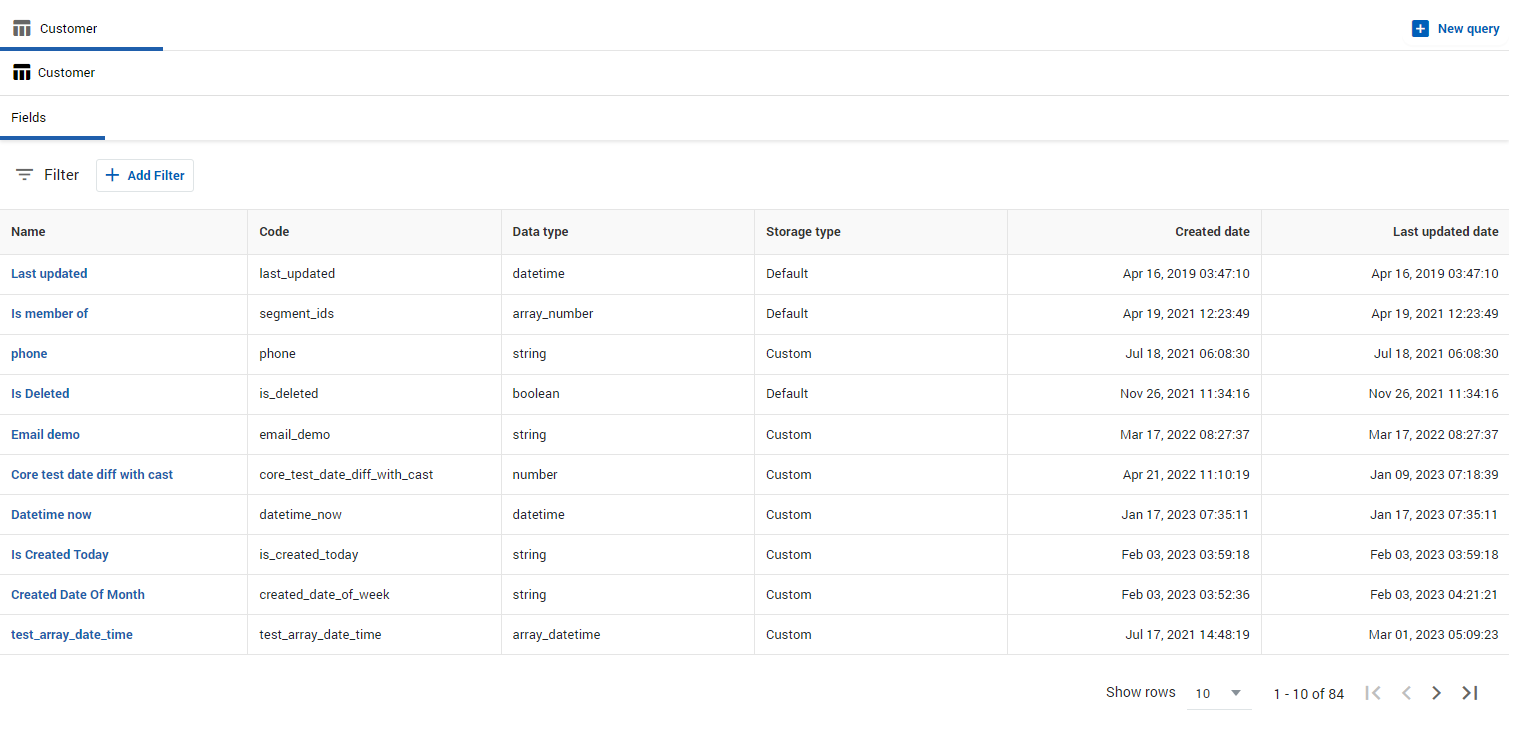 Customer
New query
Customer
Fields
Filter
Add Filter
Name Code Data type Storage type Created date Last updated date
Last updated last_updated datetime Default Apr 16, 2019 03:47:10 Apr 16, 2019 03:47:10
Is member of segment_ids array_number Default Apr 19, 2021 12:23:49 Apr 19, 2021 12:23:49
phone phone string Custom Jul 18, 2021 06:08:30 Jul 18, 2021 06:08:30
Is Deleted is_deleted boolean Default Nov 26, 2021 11:34:16 Nov 26, 2021 11:34:16
Email demo email_demo string Custom Mar 17, 2022 08:27:37 Mar 17, 2022 08:27:37
Core test date diff with cast core_test_date_diff_with_cast number Custom Apr 21, 2022 11:10:19 Jan 09, 2023 07:18:39
Datetime now datetime_now datetime Custom Jan 17, 2023 07:35:11 Jan 17, 2023 07:35:11
Is Created Today is_created_today string Custom Feb 03, 2023 03:59:18 Feb 03, 2023 03:59:18
Created Date Of Month created_date_of_week string Custom Feb 03, 2023 03:52:36 Feb 03, 2023 04:21:21
test_array_date_time test_array_date_time array_datetime Custom Jul 17, 2021 14:48:19 Mar 01, 2023 05:09:23
Show rows 10 1 - 10 of 84